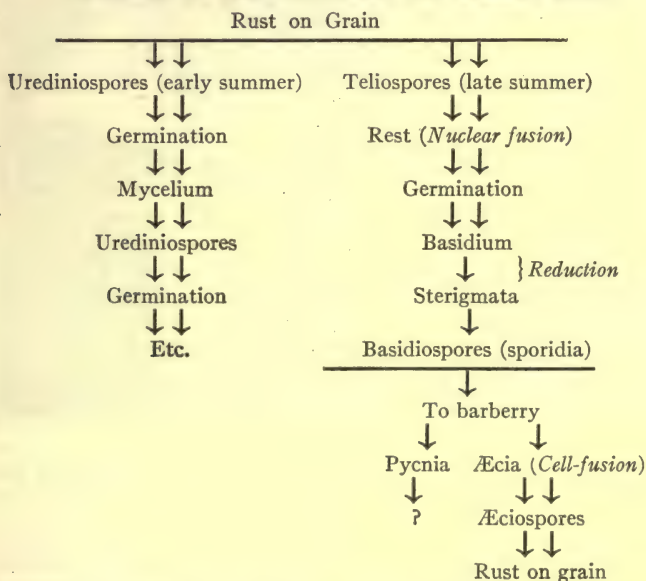 Rust on Grain
Urediniospores (early summer) Teliospores (late summer)
Germination Rest (Nuclear fusion)
Mycelium Germination
Urediniospores Basidium
}Reduction
Germination Sterigmata
Etc. Basidiospores (sporidia)
To barberry
Pycnia Æcia (Cell-fusion)
? Æciospores
Rust on grain